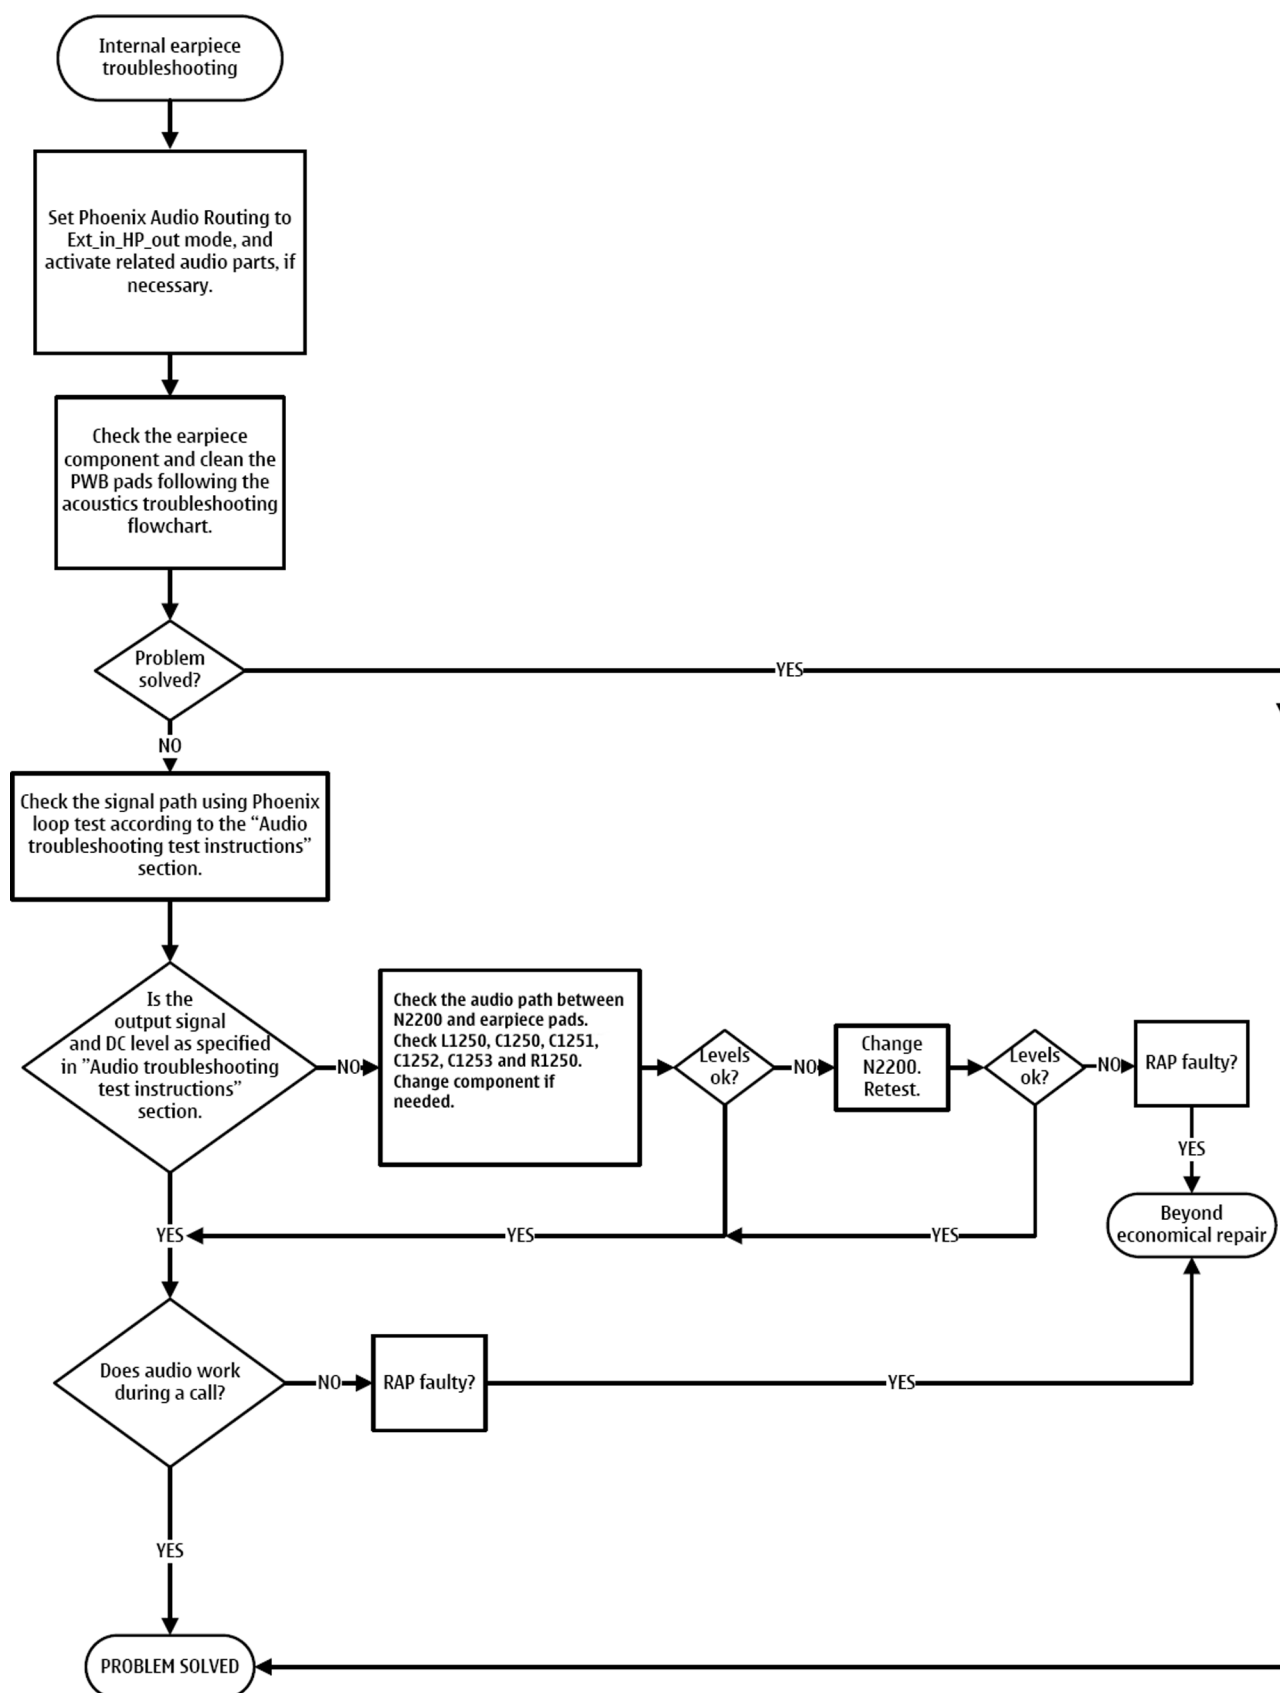 Internal earpiece
troubleshooting
Set Phoenix Audio Routing to
Ext_in_HP_out mode, and
activate related audio parts, if
necessary.
Check the earpiece
component and clean the
PWB pads following the
acoustics troubleshooting
flowchart.
Problem
solved?
YES
NO
Check the signal path using Phoenix
loop test according to the “Audio
troubleshooting test instructions”
section.
Is the
output signal
and DC level as specified
in ”Audio troubleshooting
test instructions”
section.
NO
Check the audio path between
N2200 and earpiece pads.
Check L1250, C1250, C1251,
C1252, C1253 and R1250.
Change component if
needed.
Levels
ok?
NO
Change
N2200.
Retest.
Levels
ok?
NO
RAP faulty?
YES
Beyond
economical repair
YES
YES
YES
Does audio work
during a call?
NO
RAP faulty?
YES
YES
PROBLEM SOLVED